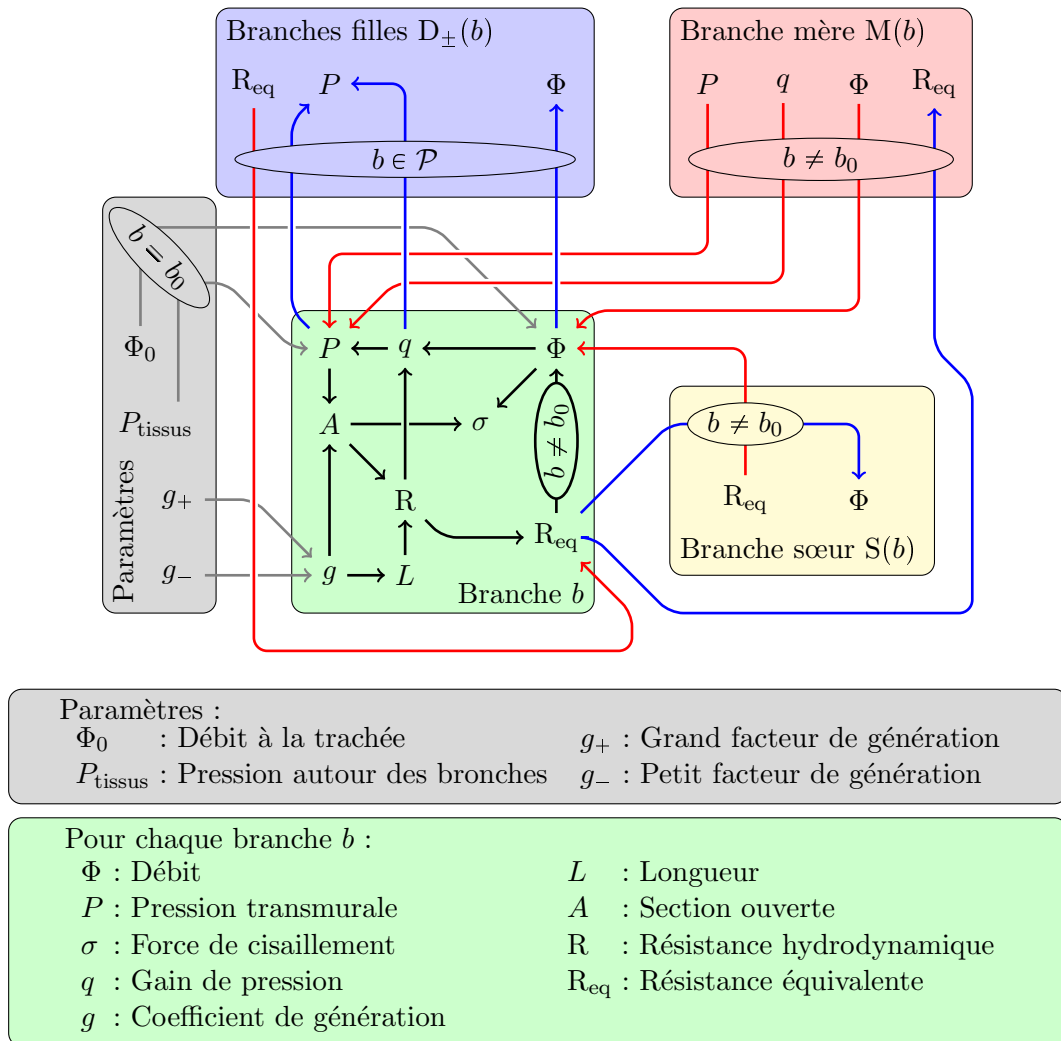 Branches filles D±(b)
R_eq P Φ
b ∈ 𝒫
Branche mère M(b)
P q Φ R_eq
b ≠ b₀
b = b₀
Φ₀
P_tissus
g₊
g₋
Paramètres
P q Φ
A σ
b ≠ b₀
R
R_eq
g L
Branche b
b ≠ b₀
R_eq Φ
Branche sœur S(b)
Paramètres :
Φ₀ : Débit à la trachée
P_tissus : Pression autour des bronches
g₊ : Grand facteur de génération
g₋ : Petit facteur de génération
Pour chaque branche b :
Φ : Débit
P : Pression transmurale
σ : Force de cisaillement
q : Gain de pression
g : Coefficient de génération
L : Longueur
A : Section ouverte
R : Résistance hydrodynamique
R_eq : Résistance équivalente